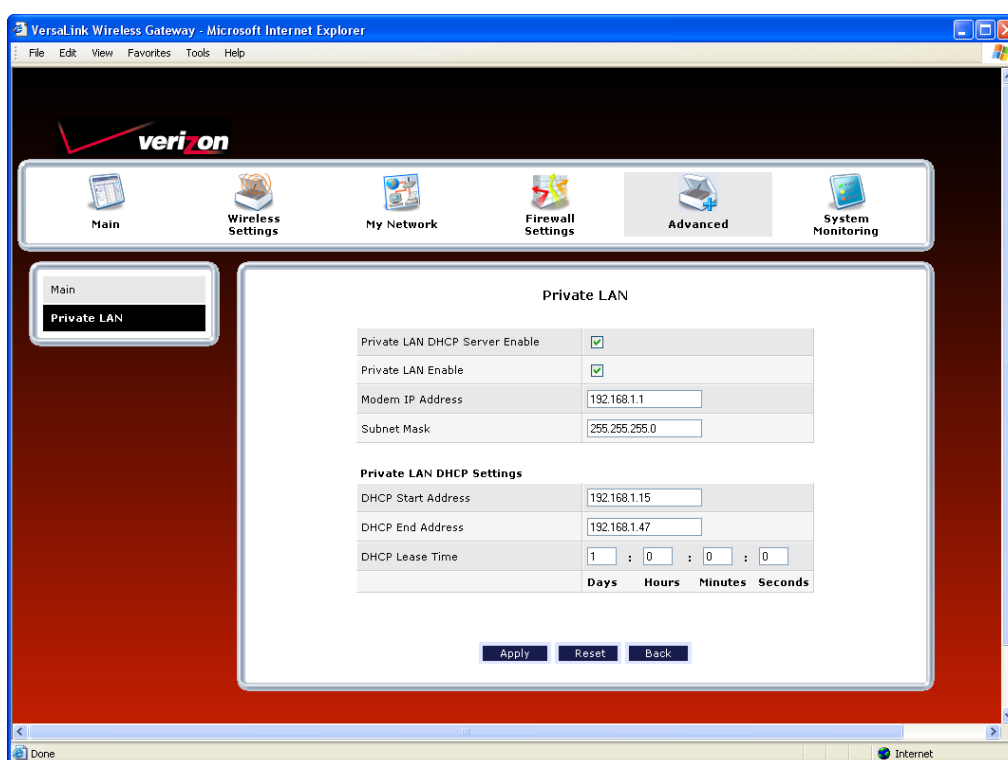 VersaLink Wireless Gateway - Microsoft Internet Explorer
File Edit View Favorites Tools Help
verizon
Main
Wireless
Settings
My Network
Firewall
Settings
Advanced
System
Monitoring
Main
Private LAN
Private LAN
Private LAN DHCP Server Enable
Private LAN Enable
Modem IP Address 192.168.1.1
Subnet Mask 255.255.255.0
Private LAN DHCP Settings
DHCP Start Address 192.168.1.15
DHCP End Address 192.168.1.47
DHCP Lease Time 1 : 0 : 0 : 0
Days Hours Minutes Seconds
Apply Reset Back
Done Internet